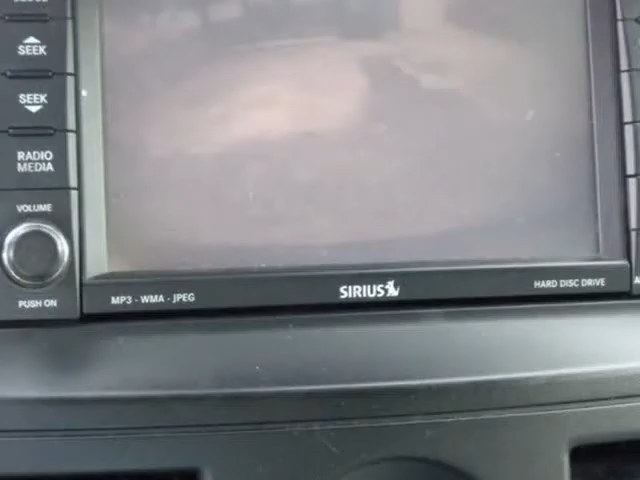 SEEK
SEEK
RADIO
MEDIA
VOLUME
PUSH ON
MP3 - WMA - JPEG
SIRIUS
HARD DISC DRIVE